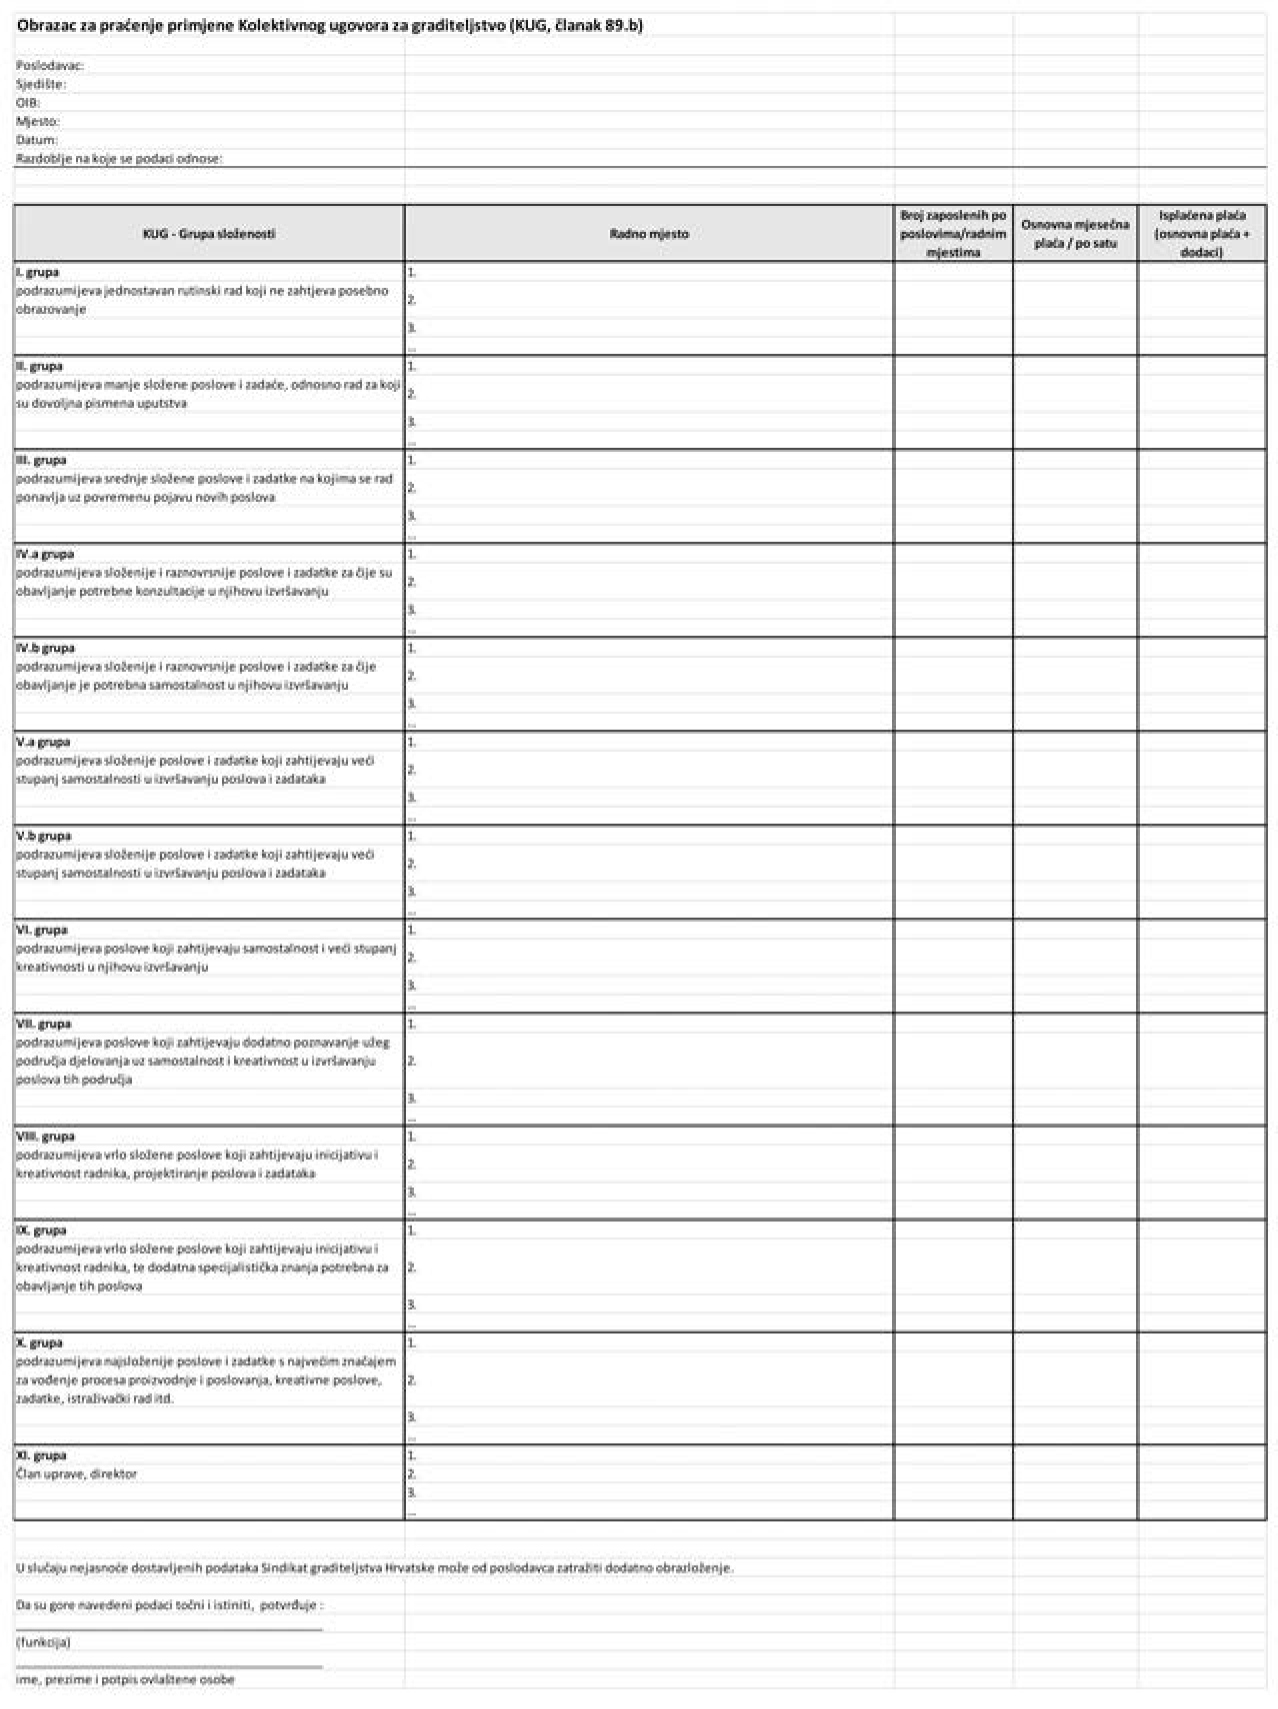 Obrazac za praćenje primjene Kolektivnog ugovora za graditeljstvo (KUG, članak 89.b)
Poslodavac:
Sjedište:
OIB:
Mjesto:
Datum:
Razdoblje na koje se podaci odnose:
KUG - Grupa složenosti
Radno mjesto
Broj zaposlenih po
poslovima/radnim
mjestima
Osnovna mjesečna
plaća / po satu
Isplaćena plaća
(osnovna plaća +
dodaci)
I. grupa
podrazumijeva jednostavan rutinski rad koji ne zahtjeva posebno
obrazovanje
1.
2.
3.
...
II. grupa
podrazumijeva manje složene poslove i zadaće, odnosno rad za koji
su dovoljna pismena uputstva
1.
2.
3.
...
III. grupa
podrazumijeva srednje složene poslove i zadatke na kojima se rad
ponavlja uz povremenu pojavu novih poslova
1.
2.
3.
...
IV.a grupa
podrazumijeva složenije i raznovrsnije poslove i zadatke za čije su
obavljanje potrebne konzultacije u njihovu izvršavanju
1.
2.
3.
...
IV.b grupa
podrazumijeva složenije i raznovrsnije poslove i zadatke za čije
obavljanje je potrebna samostalnost u njihovu izvršavanju
1.
2.
3.
...
V.a grupa
podrazumijeva složenije poslove i zadatke koji zahtijevaju veći
stupanj samostalnosti u izvršavanju poslova i zadataka
1.
2.
3.
...
V.b grupa
podrazumijeva složenije poslove i zadatke koji zahtijevaju veći
stupanj samostalnosti u izvršavanju poslova i zadataka
1.
2.
3.
...
VI. grupa
podrazumijeva poslove koji zahtijevaju samostalnost i veći stupanj
kreativnosti u njihovu izvršavanju
1.
2.
3.
...
VII. grupa
podrazumijeva poslove koji zahtijevaju dodatno poznavanje užeg
područja djelovanja uz samostalnost i kreativnost u izvršavanju
poslova tih područja
1.
2.
3.
...
VIII. grupa
podrazumijeva vrlo složene poslove koji zahtijevaju inicijativu i
kreativnost radnika, projektiranje poslova i zadataka
1.
2.
3.
...
IX. grupa
podrazumijeva vrlo složene poslove koji zahtijevaju inicijativu i
kreativnost radnika, te dodatna specijalistička znanja potrebna za
obavljanje tih poslova
1.
2.
3.
...
X. grupa
podrazumijeva najsloženije poslove i zadatke s najvećim značajem
za vođenje procesa proizvodnje i poslovanja, kreativne poslove,
zadatke, istraživački rad itd.
1.
2.
3.
...
XI. grupa
Član uprave, direktor
1.
2.
3.
...
U slučaju nejasnoće dostavljenih podataka Sindikat graditeljstva Hrvatske može od poslodavca zatražiti dodatno obrazloženje.
Da su gore navedeni podaci točni i istiniti, potvrđuje :
(funkcija)
ime, prezime i potpis ovlaštene osobe